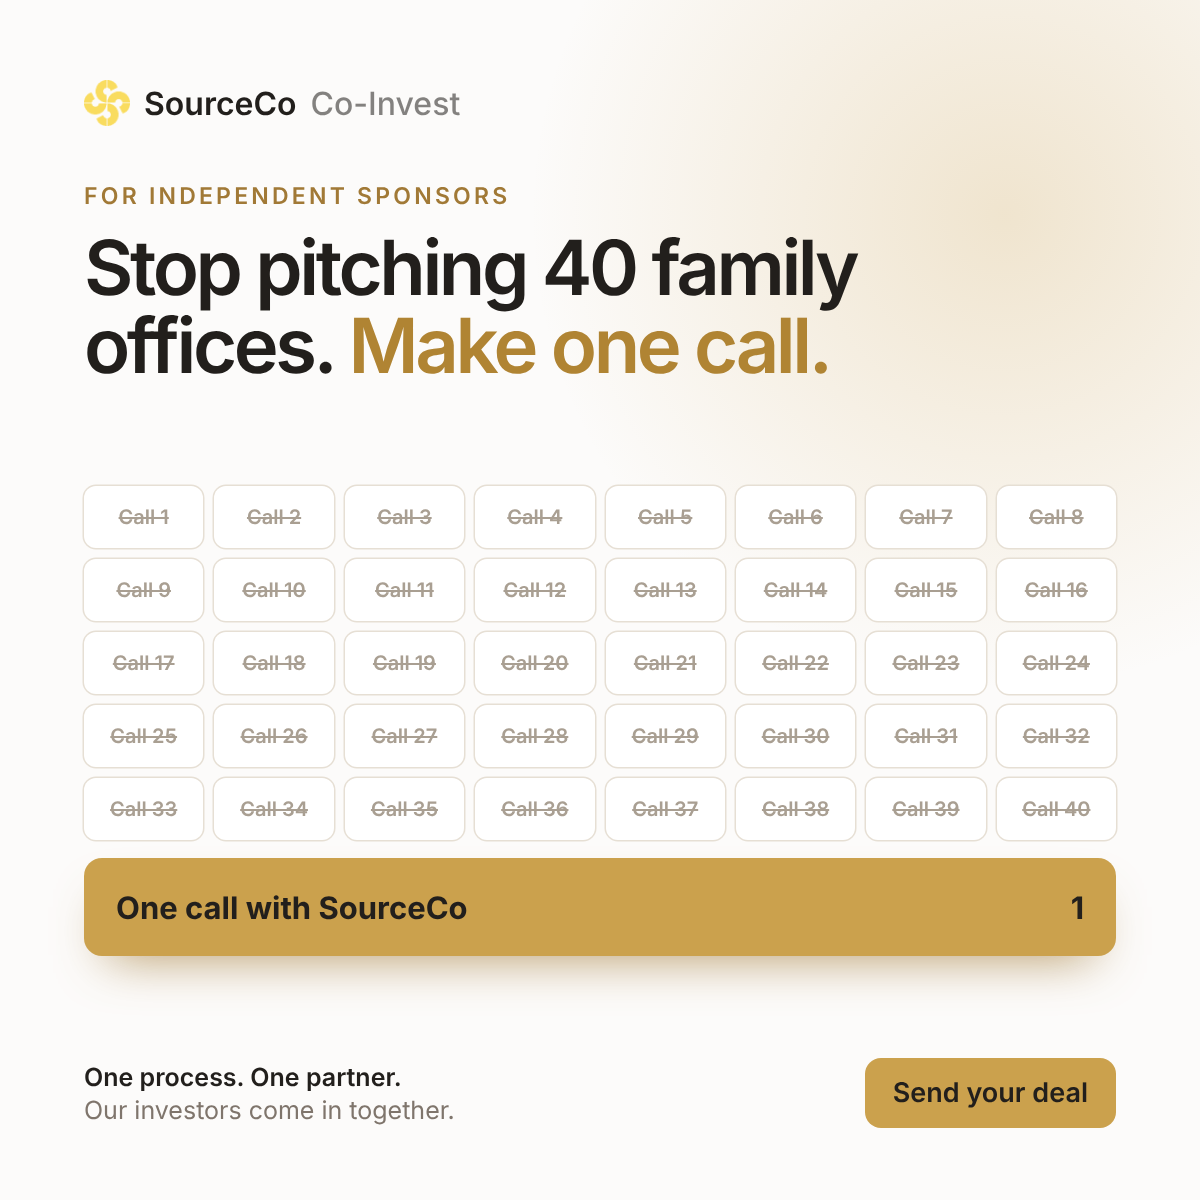 SourceCo Co-Invest
FOR INDEPENDENT SPONSORS
Stop pitching 40 family
offices. Make one call.
Call 1 Call 2 Call 3 Call 4 Call 5 Call 6 Call 7 Call 8
Call 9 Call 10 Call 11 Call 12 Call 13 Call 14 Call 15 Call 16
Call 17 Call 18 Call 19 Call 20 Call 21 Call 22 Call 23 Call 24
Call 25 Call 26 Call 27 Call 28 Call 29 Call 30 Call 31 Call 32
Call 33 Call 34 Call 35 Call 36 Call 37 Call 38 Call 39 Call 40
One call with SourceCo 1
One process. One partner.
Our investors come in together.
Send your deal